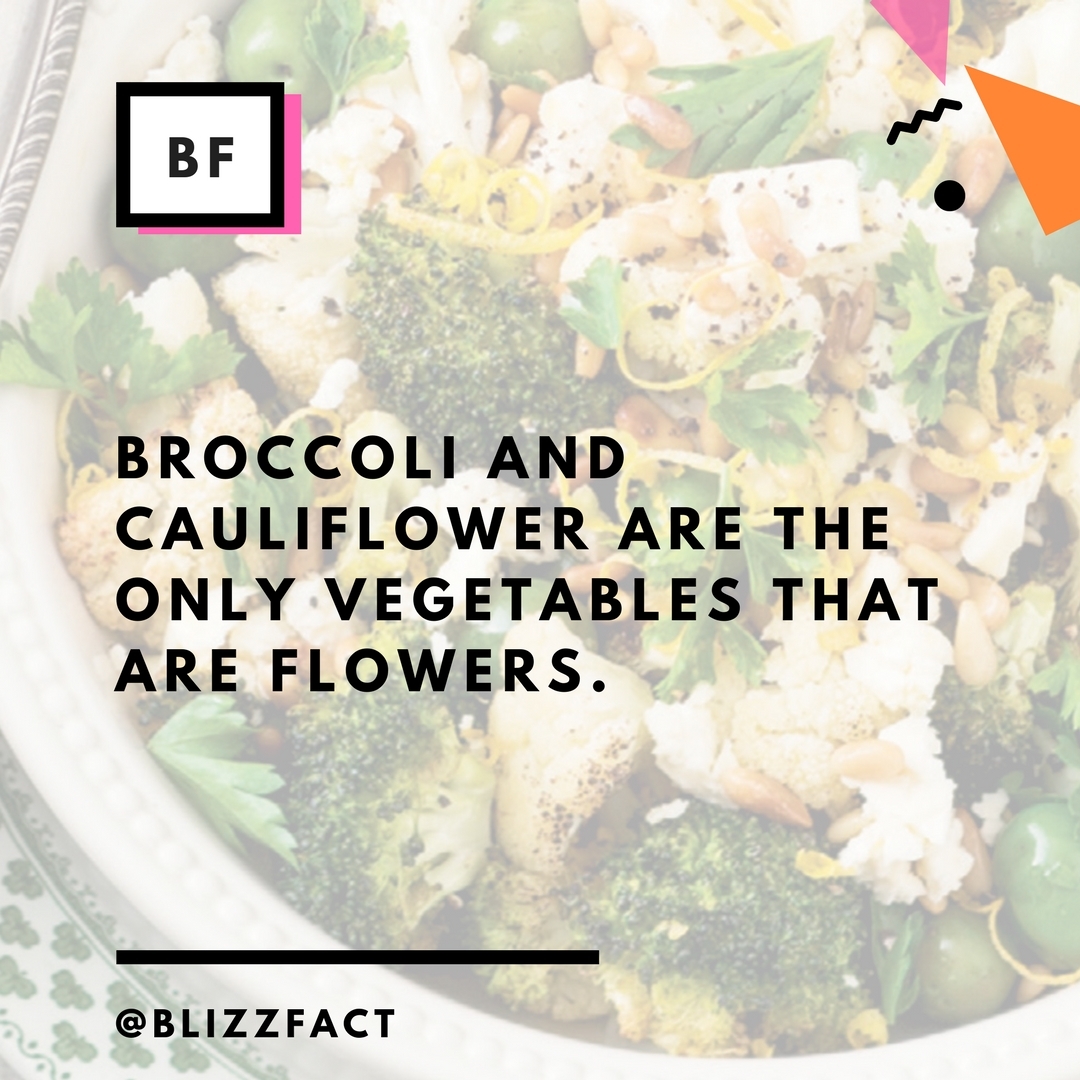 BF
BROCCOLI AND
CAULIFLOWER ARE THE
ONLY VEGETABLES THAT
ARE FLOWERS.
@BLIZZFACT